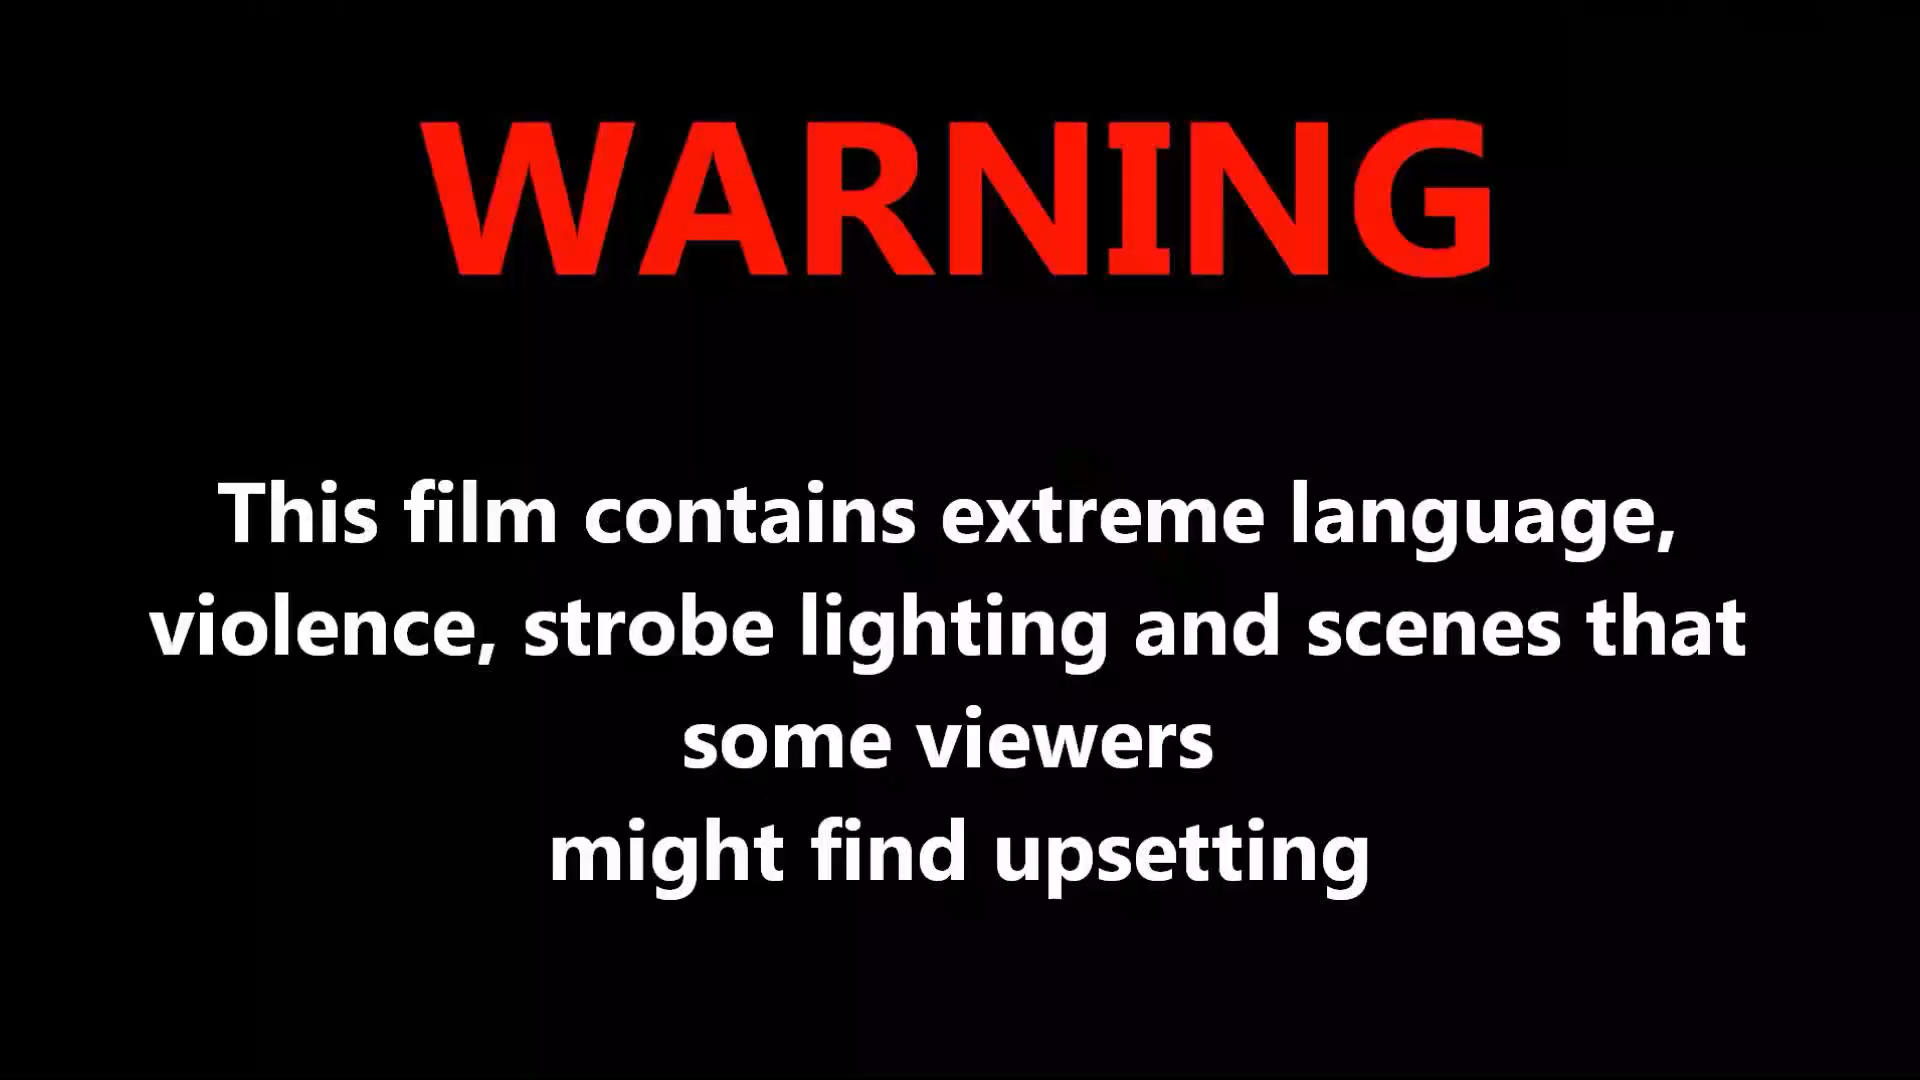 WARNING
This film contains extreme language,
violence, strobe lighting and scenes that
some viewers
might find upsetting